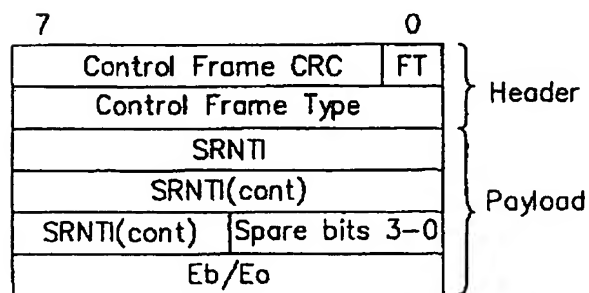 7 0
Control Frame CRC FT
Control Frame Type
Header
SRNTI
SRNTI(cont)
SRNTI(cont) Spare bits 3-0
Eb/Eo
Payload